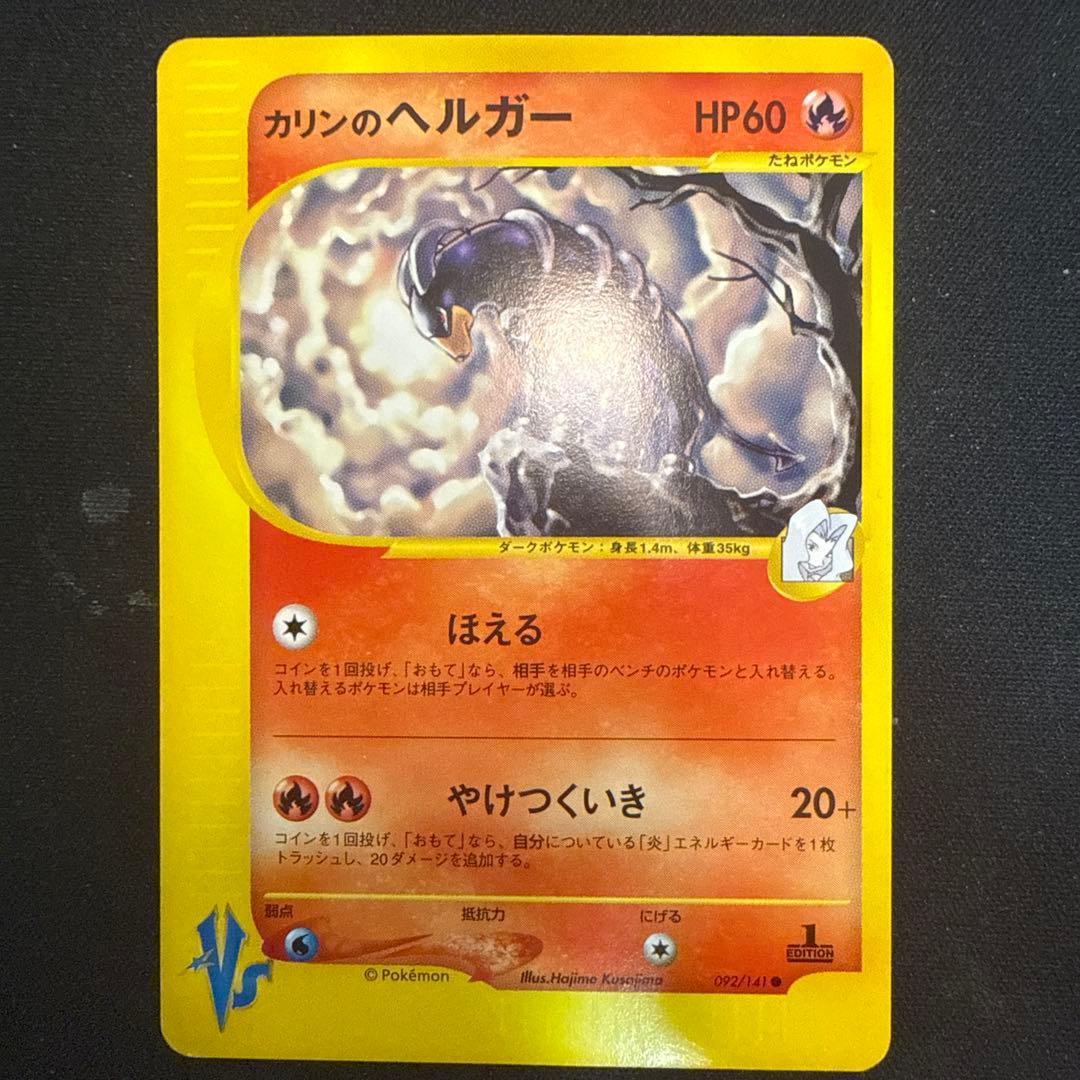 カリンのヘルガー HP60
たねポケモン
ダークポケモン:身長1.4m、体重35kg
ほえる
コインを1回投げ、「おもて」なら、相手を相手のベンチのポケモンと入れ替える。
入れ替えるポケモンは相手プレイヤーが選ぶ。
やけつくいき 20+
コインを1回投げ、「おもて」なら、自分についている「炎」エネルギーカードを1枚
トラッシュし、20ダメージを追加する。
弱点 抵抗力 にげる
1
EDITION
VS
© Pokémon Illus.Hajime Kusajima 092/141